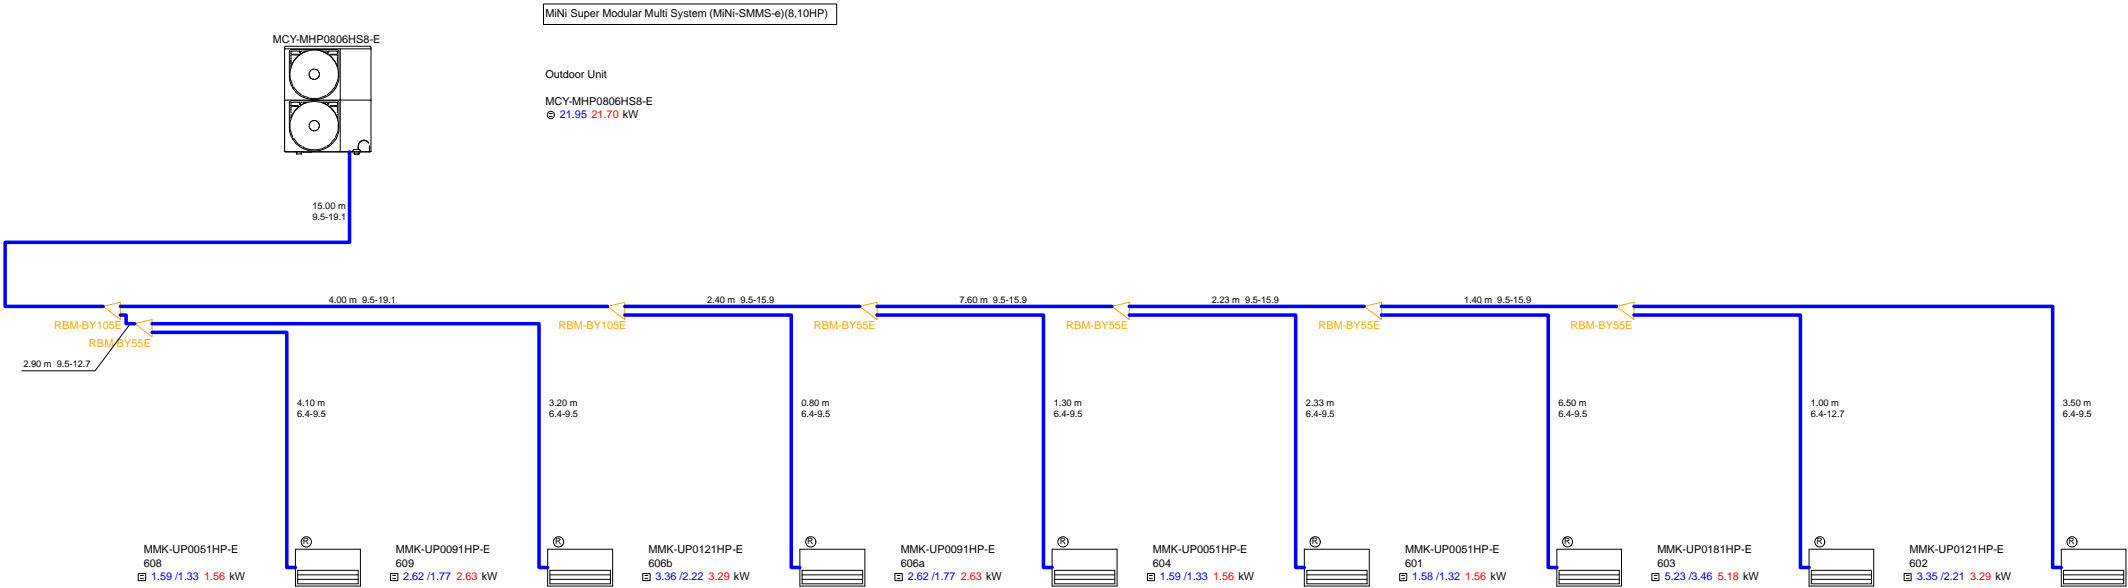 MiNi Super Modular Multi System (MiNi-SMMS-e)(8,10HP)
MCY-MHP0806HS8-E
Outdoor Unit
MCY-MHP0806HS8-E
21.95 21.70 kW
15.00 m
9.5-19.1
4.00 m 9.5-19.1
2.40 m 9.5-15.9
7.60 m 9.5-15.9
2.23 m 9.5-15.9
1.40 m 9.5-15.9
RBM-BY105E
RBM-BY105E
RBM-BY55E
RBM-BY55E
RBM-BY55E
RBM-BY55E
RBM-BY55E
2.90 m 9.5-12.7
4.10 m
6.4-9.5
3.20 m
6.4-9.5
0.80 m
6.4-9.5
1.30 m
6.4-9.5
2.33 m
6.4-9.5
6.50 m
6.4-9.5
1.00 m
6.4-12.7
3.50 m
6.4-9.5
MMK-UP0051HP-E
608
1.59 /1.33 1.56 kW
R
MMK-UP0091HP-E
609
2.62 /1.77 2.63 kW
R
MMK-UP0121HP-E
606b
3.36 /2.22 3.29 kW
R
MMK-UP0091HP-E
606a
2.62 /1.77 2.63 kW
R
MMK-UP0051HP-E
604
1.59 /1.33 1.56 kW
R
MMK-UP0051HP-E
601
1.58 /1.32 1.56 kW
R
MMK-UP0181HP-E
603
5.23 /3.46 5.18 kW
R
MMK-UP0121HP-E
602
3.35 /2.21 3.29 kW
R